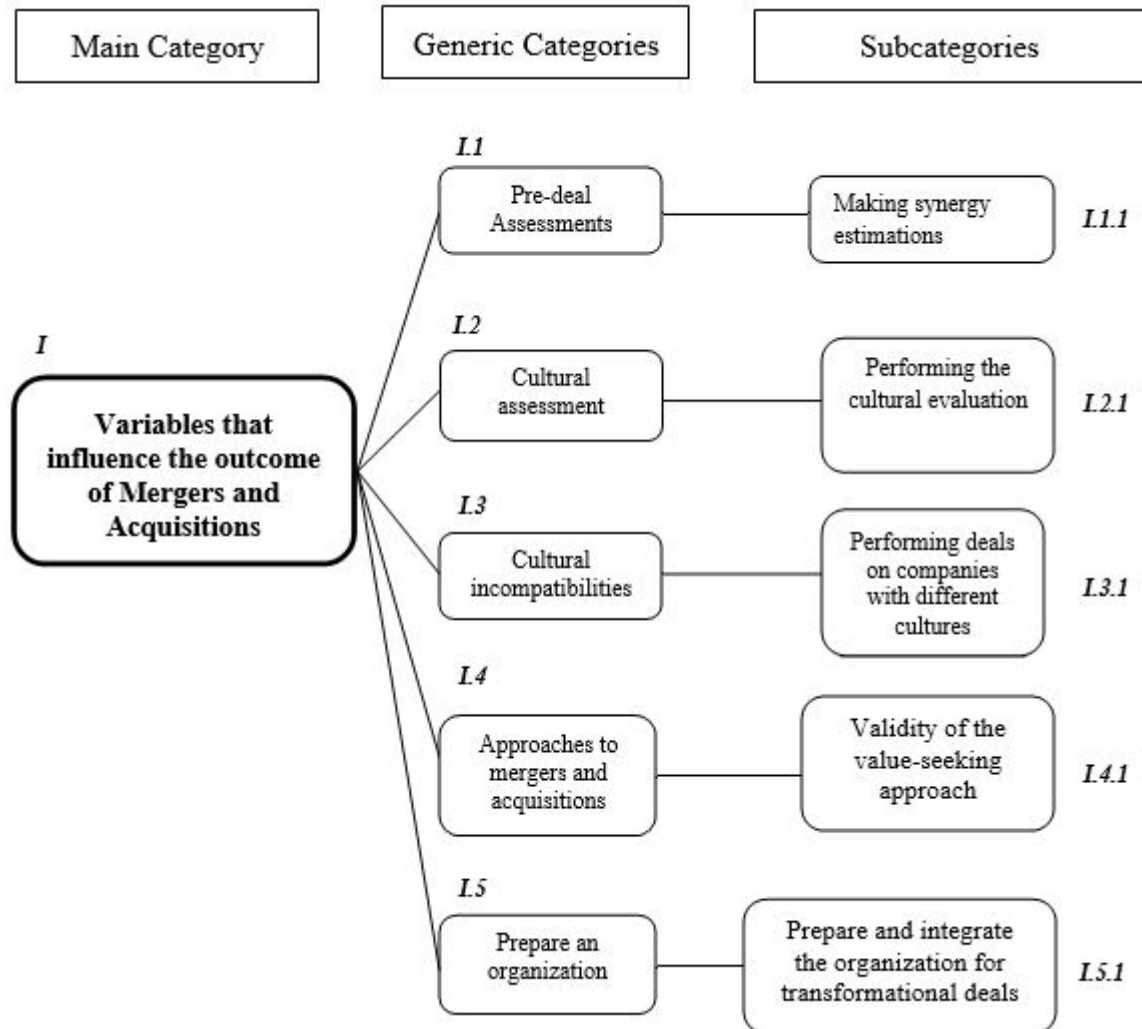 Main Category
Generic Categories
Subcategories
I.1
Pre-deal
Assessments
Making synergy
estimations
I.1.1
I
Variables that
influence the outcome
of Mergers and
Acquisitions
I.2
Cultural
assessment
Performing the
cultural evaluation
I.2.1
I.3
Cultural
incompatibilities
Performing deals
on companies
with different
cultures
I.3.1
I.4
Approaches to
mergers and
acquisitions
Validity of the
value-seeking
approach
I.4.1
I.5
Prepare an
organization
Prepare and integrate
the organization for
transformational deals
I.5.1